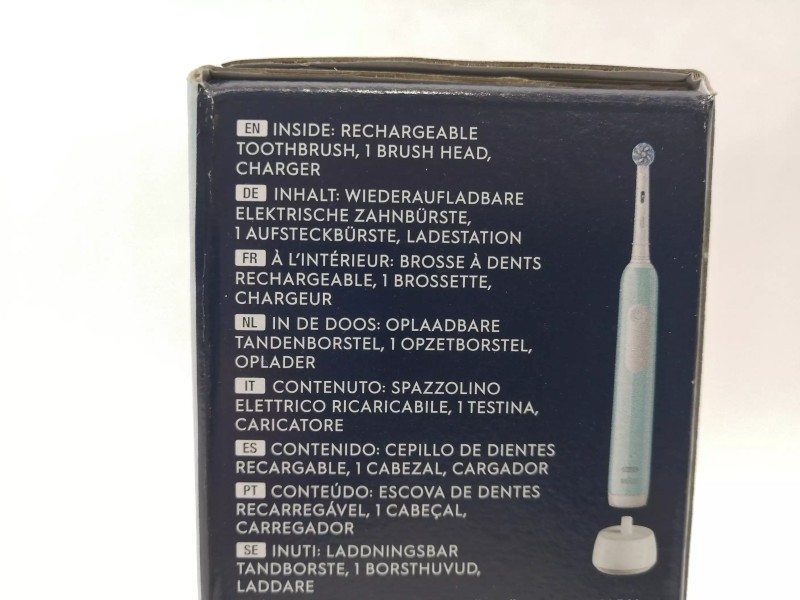 EN INSIDE: RECHARGEABLE
TOOTHBRUSH, 1 BRUSH HEAD,
CHARGER
DE INHALT: WIEDERAUFLADBARE
ELEKTRISCHE ZAHNBÜRSTE,
1 AUFSTECKBÜRSTE, LADESTATION
FR À L'INTÉRIEUR: BROSSE À DENTS
RECHARGEABLE, 1 BROSSETTE,
CHARGEUR
NL IN DE DOOS: OPLAADBARE
TANDENBORSTEL, 1 OPZETBORSTEL,
OPLADER
IT CONTENUTO: SPAZZOLINO
ELETTRICO RICARICABILE, 1 TESTINA,
CARICATORE
ES CONTENIDO: CEPILLO DE DIENTES
RECARGABLE, 1 CABEZAL, CARGADOR
PT CONTEÚDO: ESCOVA DE DENTES
RECARREGÁVEL, 1 CABEÇAL,
CARREGADOR
SE INUTI: LADDNINGSBAR
TANDBORSTE, 1 BORSTHUVUD,
LADDARE